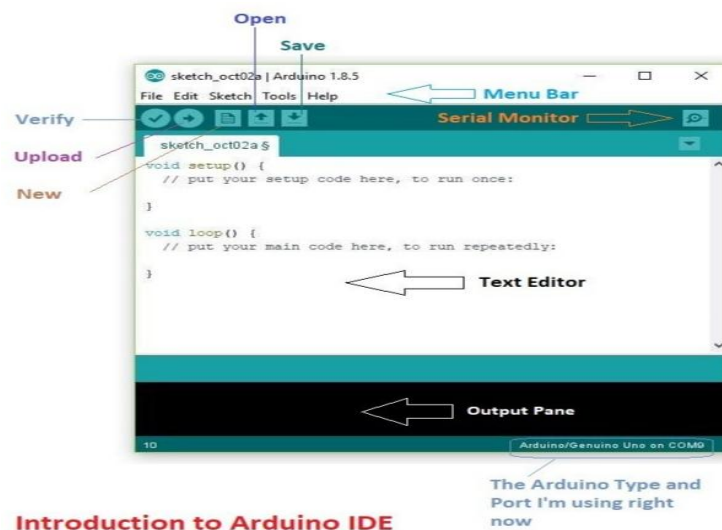 Open
Save
sketch_oct02a | Arduino 1.8.5
File Edit Sketch Tools Help
Menu Bar
Verify
Serial Monitor
Upload
sketch_oct02a §
New
void setup() {
// put your setup code here, to run once:
}
void loop() {
// put your main code here, to run repeatedly:
}
Text Editor
Output Pane
10
Arduino/Genuino Uno on COM9
The Arduino Type and
Port I'm using right
now
Introduction to Arduino IDE